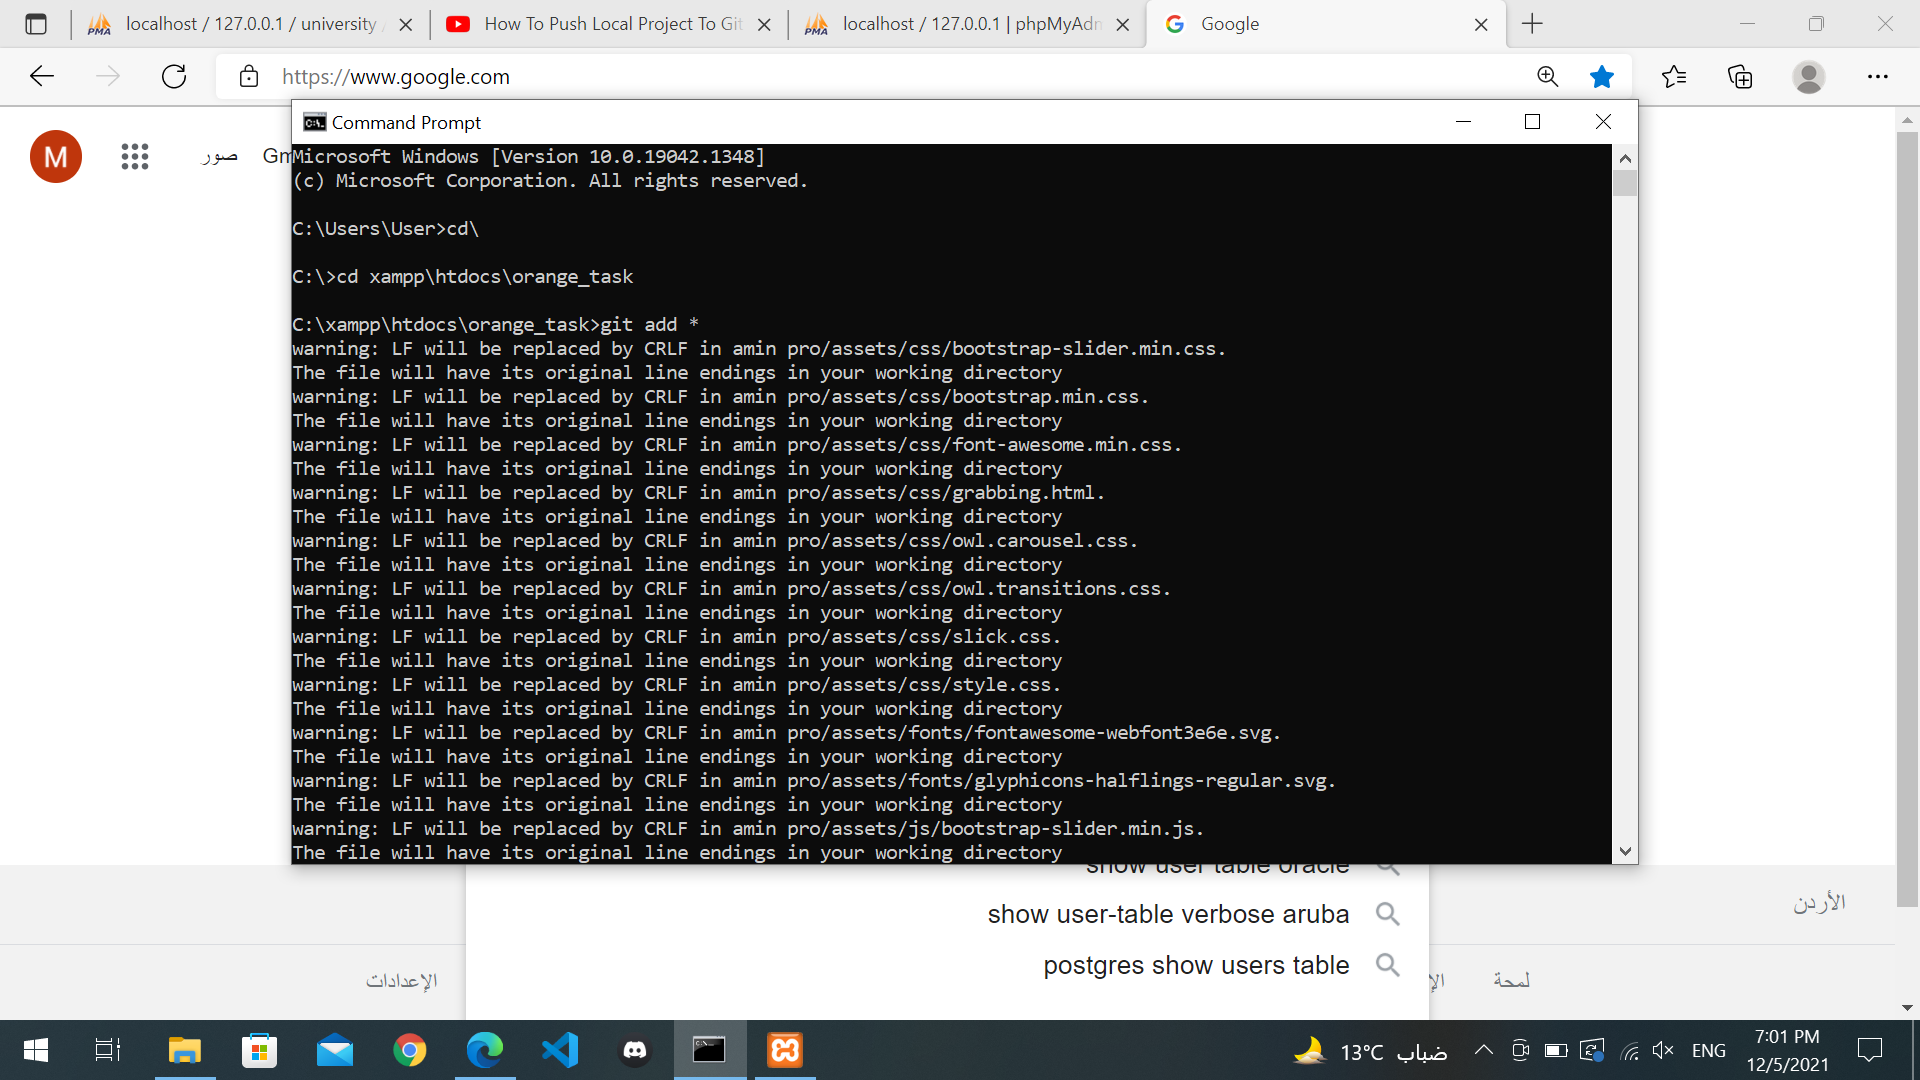 localhost / 127.0.0.1 / university /
How To Push Local Project To Git
localhost / 127.0.0.1 | phpMyAdm
Google
https://www.google.com
Command Prompt
M
صور
Gm
Microsoft Windows [Version 10.0.19042.1348]
(c) Microsoft Corporation. All rights reserved.
C:\Users\User>cd\
C:\>cd xampp\htdocs\orange_task
C:\xampp\htdocs\orange_task>git add *
warning: LF will be replaced by CRLF in amin pro/assets/css/bootstrap-slider.min.css.
The file will have its original line endings in your working directory
warning: LF will be replaced by CRLF in amin pro/assets/css/bootstrap.min.css.
The file will have its original line endings in your working directory
warning: LF will be replaced by CRLF in amin pro/assets/css/font-awesome.min.css.
The file will have its original line endings in your working directory
warning: LF will be replaced by CRLF in amin pro/assets/css/grabbing.html.
The file will have its original line endings in your working directory
warning: LF will be replaced by CRLF in amin pro/assets/css/owl.carousel.css.
The file will have its original line endings in your working directory
warning: LF will be replaced by CRLF in amin pro/assets/css/owl.transitions.css.
The file will have its original line endings in your working directory
warning: LF will be replaced by CRLF in amin pro/assets/css/slick.css.
The file will have its original line endings in your working directory
warning: LF will be replaced by CRLF in amin pro/assets/css/style.css.
The file will have its original line endings in your working directory
warning: LF will be replaced by CRLF in amin pro/assets/fonts/fontawesome-webfont3e6e.svg.
The file will have its original line endings in your working directory
warning: LF will be replaced by CRLF in amin pro/assets/fonts/glyphicons-halflings-regular.svg.
The file will have its original line endings in your working directory
warning: LF will be replaced by CRLF in amin pro/assets/js/bootstrap-slider.min.js.
The file will have its original line endings in your working directory
show user table oracle
show user-table verbose aruba
postgres show users table
الأردن
لمحة
الإ
الإعدادات
13°C ضباب
ENG
7:01 PM
12/5/2021